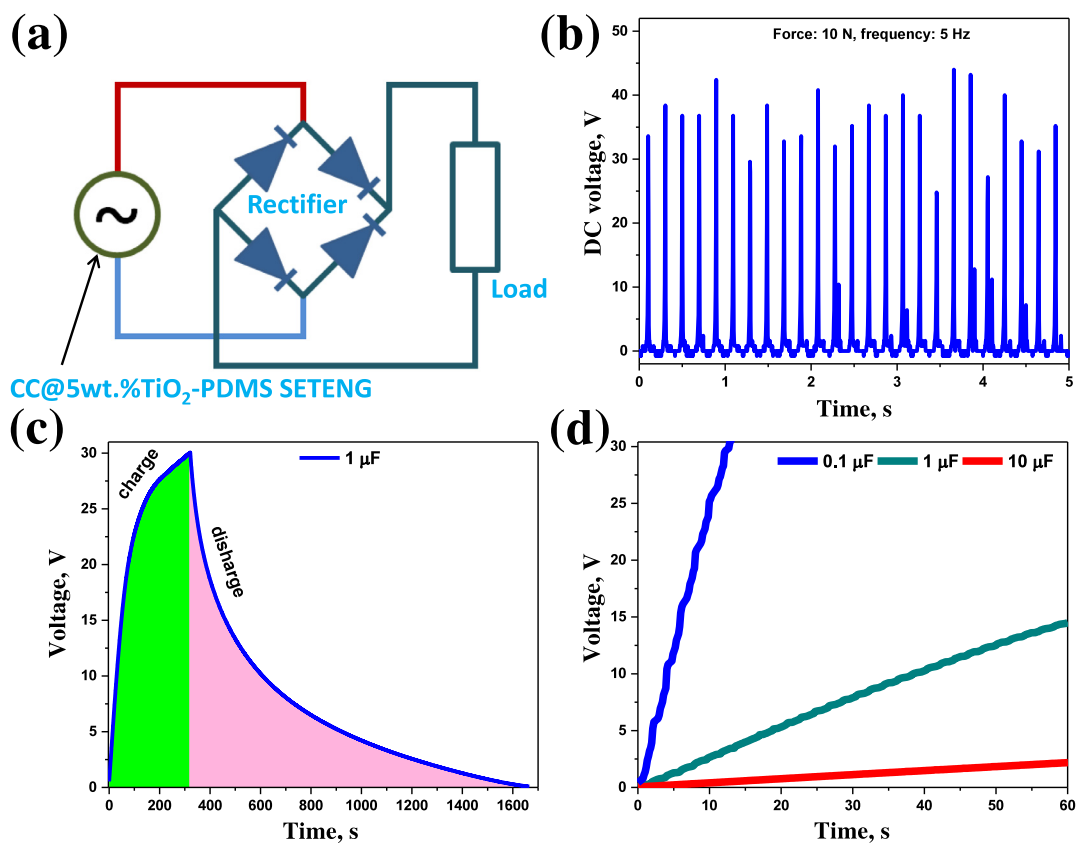 (a)
Rectifier
Load
CC@5wt.%TiO₂-PDMS SETENG
(b)
Force: 10 N, frequency: 5 Hz
DC voltage, V
50
40
30
20
10
0
0 1 2 3 4 5
Time, s
(c)
1 μF
charge
disharge
Voltage, V
30
25
20
15
10
5
0
0 200 400 600 800 1000 1200 1400 1600
Time, s
(d)
0.1 μF 1 μF 10 μF
Voltage, V
30
25
20
15
10
5
0
0 10 20 30 40 50 60
Time, s